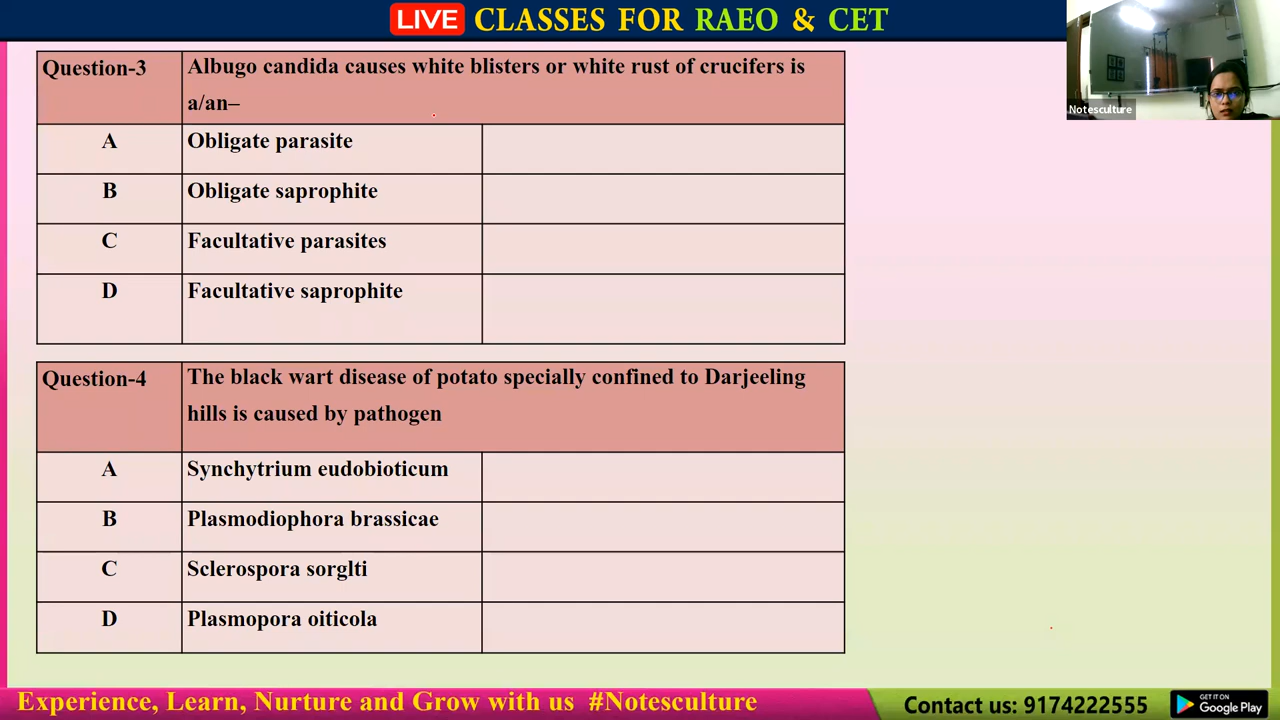 LIVE CLASSES FOR RAEO & CET
Notesculture
Question-3 Albugo candida causes white blisters or white rust of crucifers is
a/an–
A Obligate parasite
B Obligate saprophite
C Facultative parasites
D Facultative saprophite
Question-4 The black wart disease of potato specially confined to Darjeeling
hills is caused by pathogen
A Synchytrium eudobioticum
B Plasmodiophora brassicae
C Sclerospora sorglti
D Plasmopora oiticola
Experience, Learn, Nurture and Grow with us #Notesculture
Contact us: 9174222555
GET IT ON
Google Play